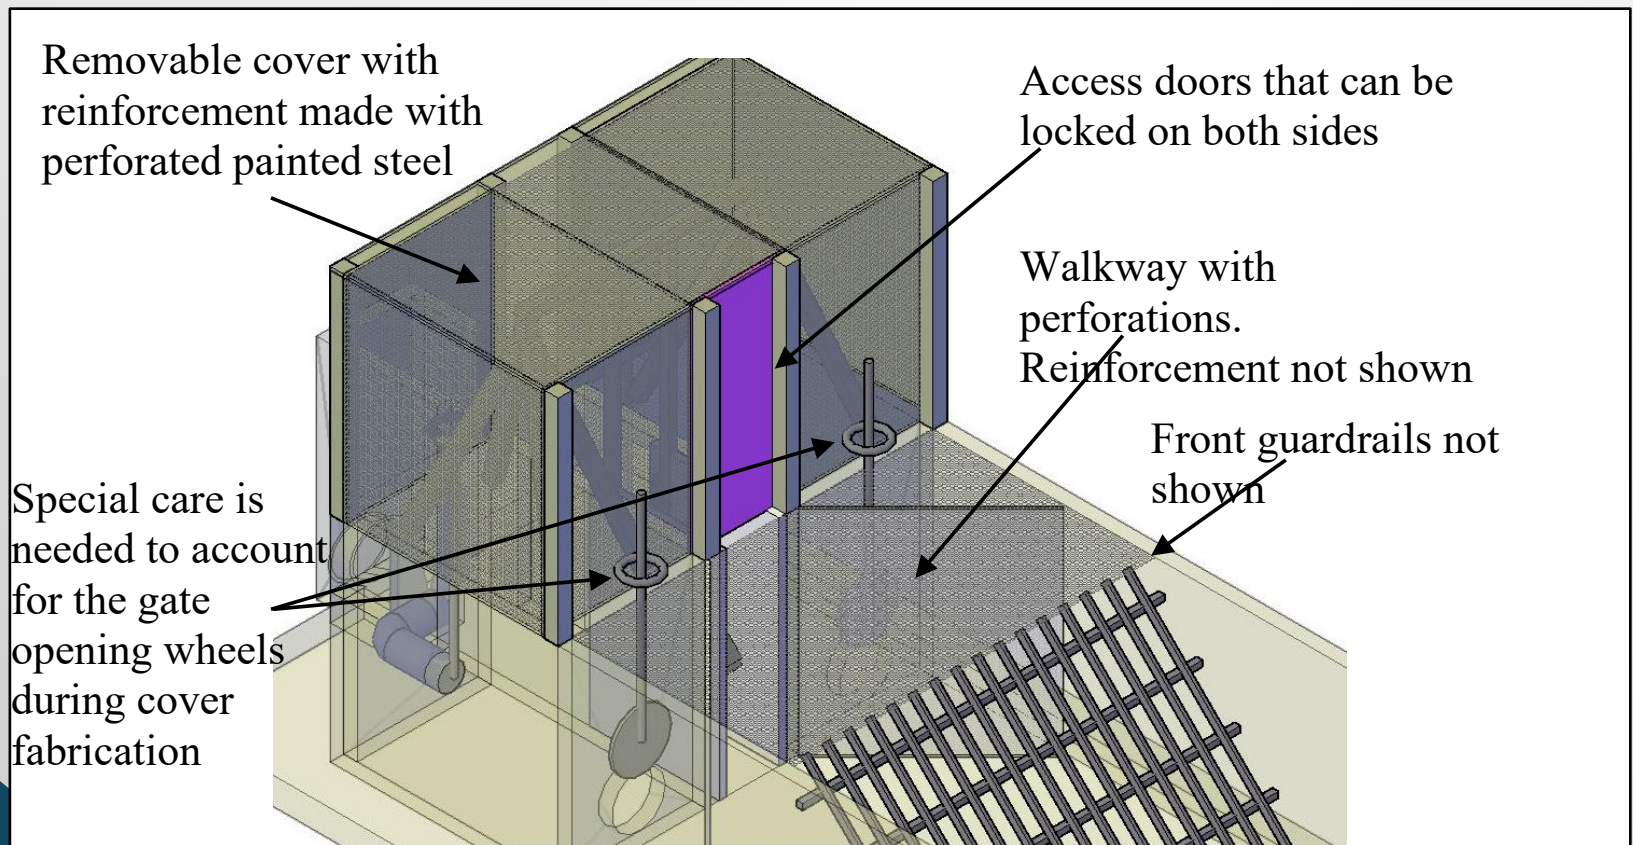 Removable cover with
reinforcement made with
perforated painted steel
Access doors that can be
locked on both sides
Walkway with
perforations.
Reinforcement not shown
Front guardrails not
shown
Special care is
needed to account
for the gate
opening wheels
during cover
fabrication